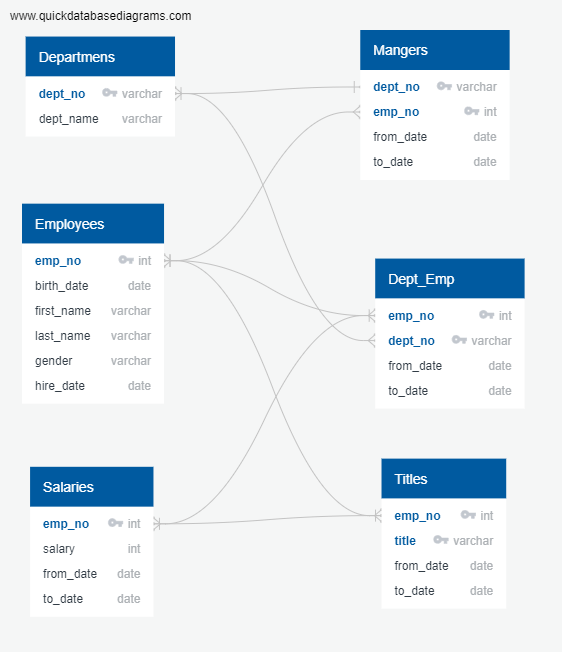 www.quickdatabasediagrams.com
Departmens
dept_no varchar
dept_name varchar
Mangers
dept_no varchar
emp_no int
from_date date
to_date date
Employees
emp_no int
birth_date date
first_name varchar
last_name varchar
gender varchar
hire_date date
Dept_Emp
emp_no int
dept_no varchar
from_date date
to_date date
Salaries
emp_no int
salary int
from_date date
to_date date
Titles
emp_no int
title varchar
from_date date
to_date date